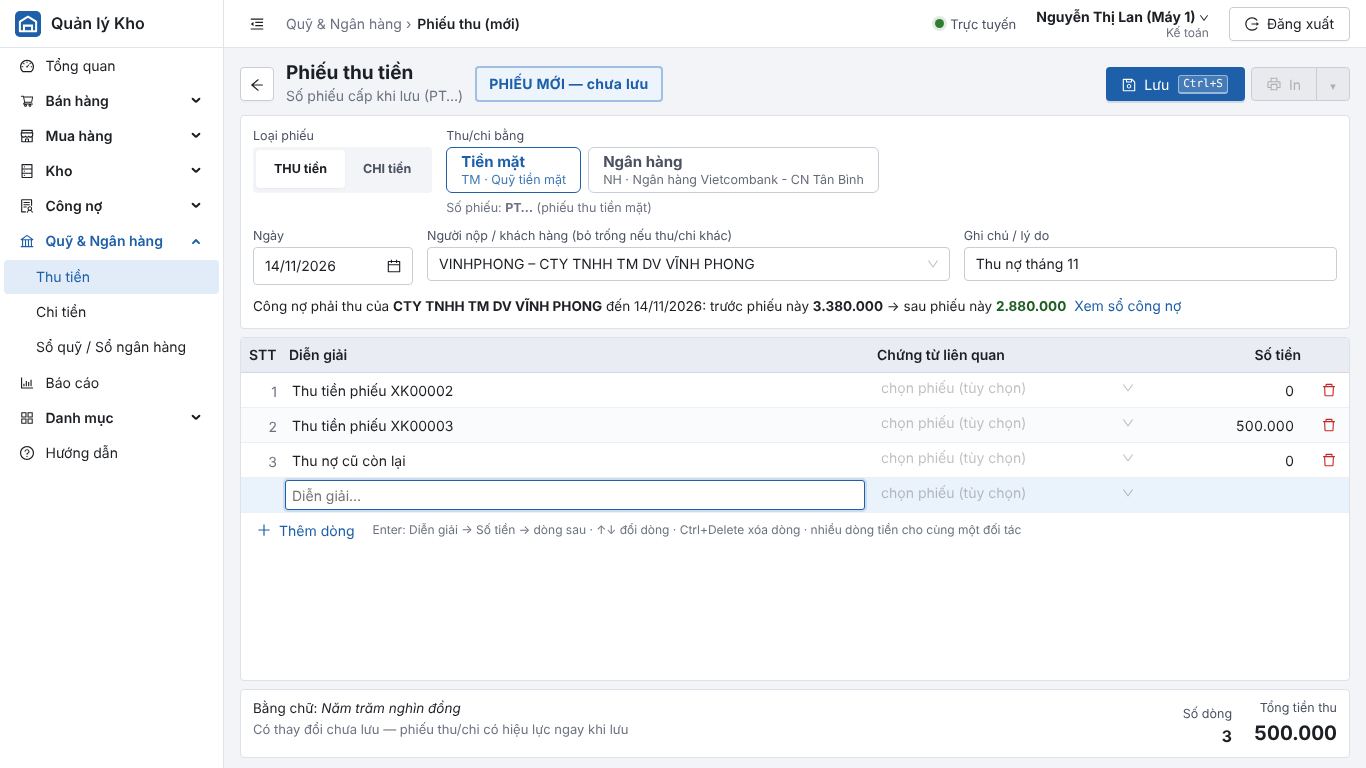 Quản lý Kho
Quỹ & Ngân hàng › Phiếu thu (mới)
Trực tuyến
Nguyễn Thị Lan (Máy 1)
Kế toán
Đăng xuất
Tổng quan
Bán hàng
Mua hàng
Kho
Công nợ
Quỹ & Ngân hàng
Thu tiền
Chi tiền
Sổ quỹ / Sổ ngân hàng
Báo cáo
Danh mục
Hướng dẫn
Phiếu thu tiền
Số phiếu cấp khi lưu (PT...)
PHIẾU MỚI — chưa lưu
Lưu Ctrl+S
In
Loại phiếu
THU tiền CHI tiền
Thu/chi bằng
Tiền mặt
TM · Quỹ tiền mặt
Ngân hàng
NH · Ngân hàng Vietcombank - CN Tân Bình
Số phiếu: PT... (phiếu thu tiền mặt)
Ngày
14/11/2026
Người nộp / khách hàng (bỏ trống nếu thu/chi khác)
VINHPHONG – CTY TNHH TM DV VĨNH PHONG
Ghi chú / lý do
Thu nợ tháng 11
Công nợ phải thu của CTY TNHH TM DV VĨNH PHONG đến 14/11/2026: trước phiếu này 3.380.000 → sau phiếu này 2.880.000 Xem sổ công nợ
STT Diễn giải Chứng từ liên quan Số tiền
1 Thu tiền phiếu XK00002 chọn phiếu (tùy chọn) 0
2 Thu tiền phiếu XK00003 chọn phiếu (tùy chọn) 500.000
3 Thu nợ cũ còn lại chọn phiếu (tùy chọn) 0
Diễn giải... chọn phiếu (tùy chọn)
+ Thêm dòng Enter: Diễn giải → Số tiền → dòng sau · ↑↓ đổi dòng · Ctrl+Delete xóa dòng · nhiều dòng tiền cho cùng một đối tác
Bằng chữ: Năm trăm nghìn đồng
Có thay đổi chưa lưu — phiếu thu/chi có hiệu lực ngay khi lưu
Số dòng
3
Tổng tiền thu
500.000